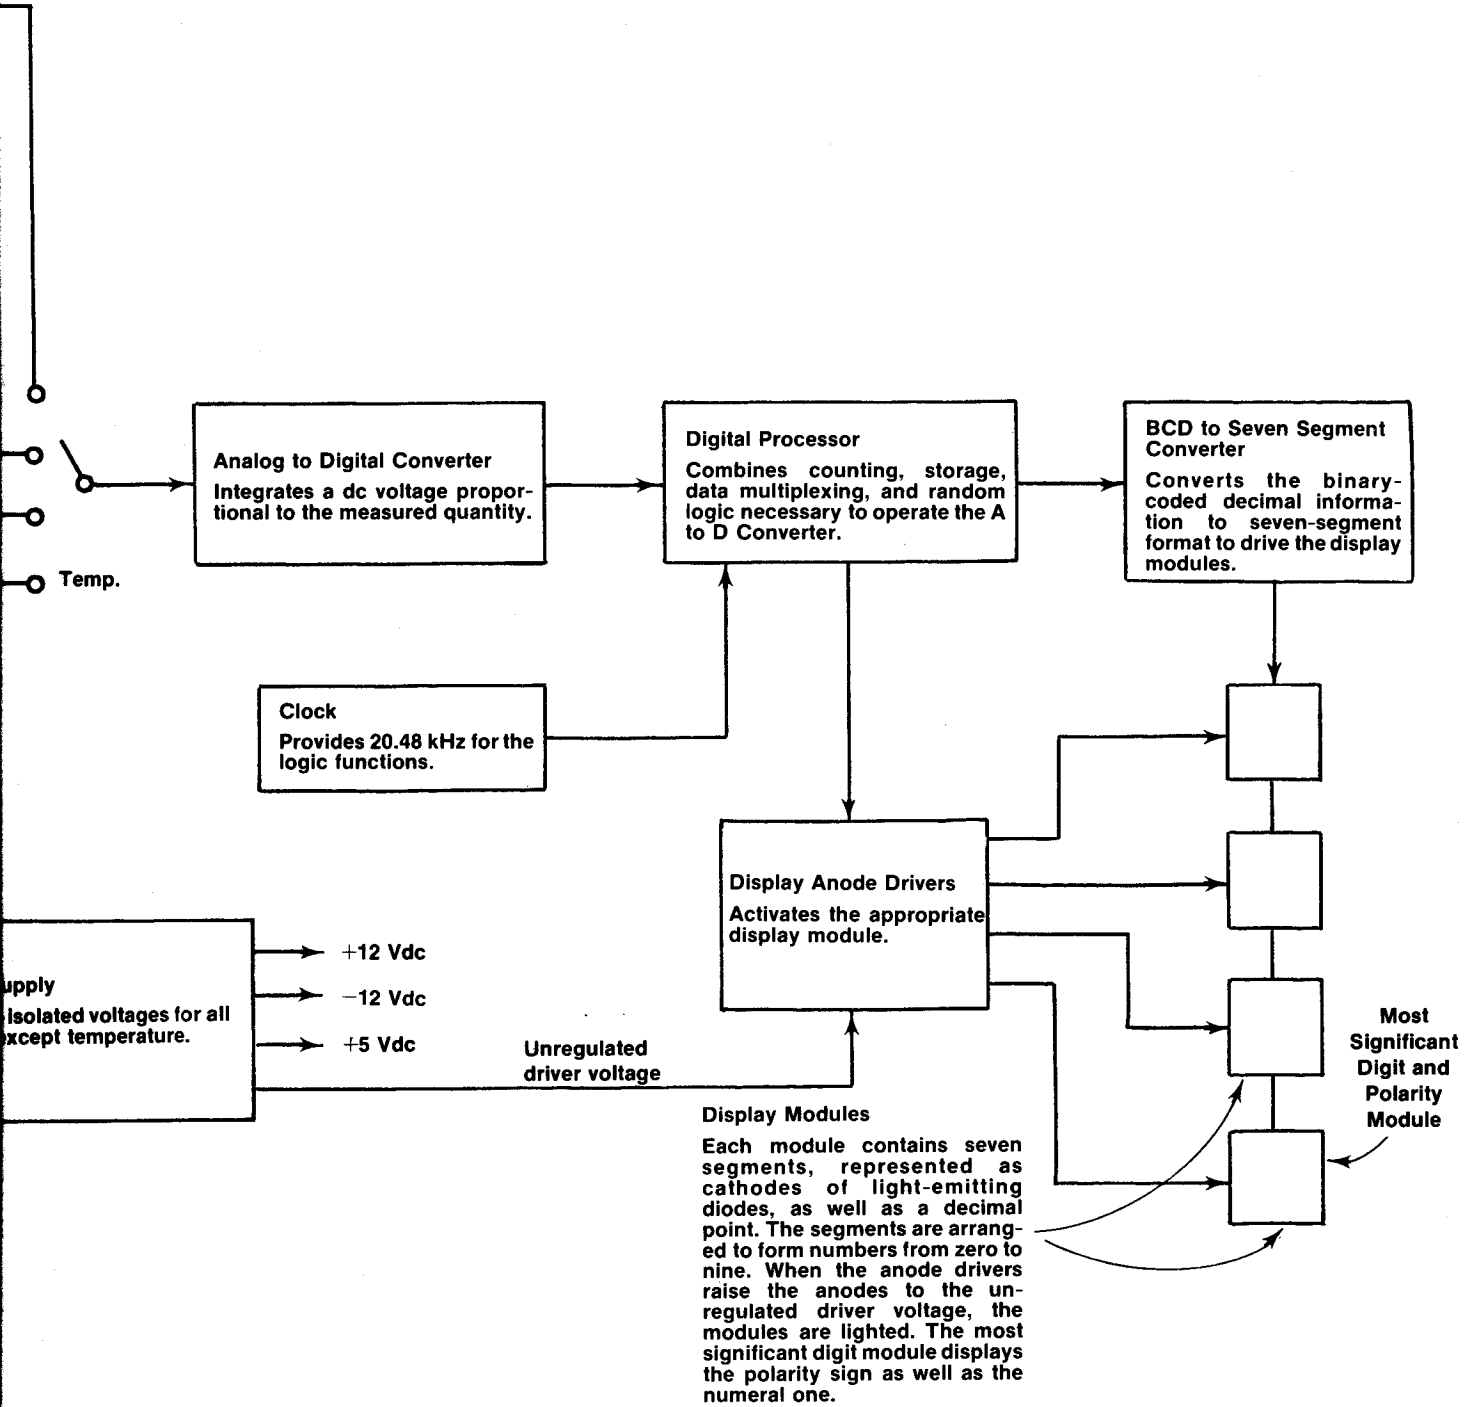 Analog to Digital Converter
Integrates a dc voltage propor-
tional to the measured quantity.
Digital Processor
Combines counting, storage,
data multiplexing, and random
logic necessary to operate the A
to D Converter.
BCD to Seven Segment
Converter
Converts the binary-
coded decimal informa-
tion to seven-segment
format to drive the display
modules.
Temp.
Clock
Provides 20.48 kHz for the
logic functions.
Display Anode Drivers
Activates the appropriate
display module.
upply
isolated voltages for all
xcept temperature.
+12 Vdc
−12 Vdc
+5 Vdc
Unregulated
driver voltage
Most
Significant
Digit and
Polarity
Module
Display Modules
Each module contains seven
segments, represented as
cathodes of light-emitting
diodes, as well as a decimal
point. The segments are arrang-
ed to form numbers from zero to
nine. When the anode drivers
raise the anodes to the un-
regulated driver voltage, the
modules are lighted. The most
significant digit module displays
the polarity sign as well as the
numeral one.